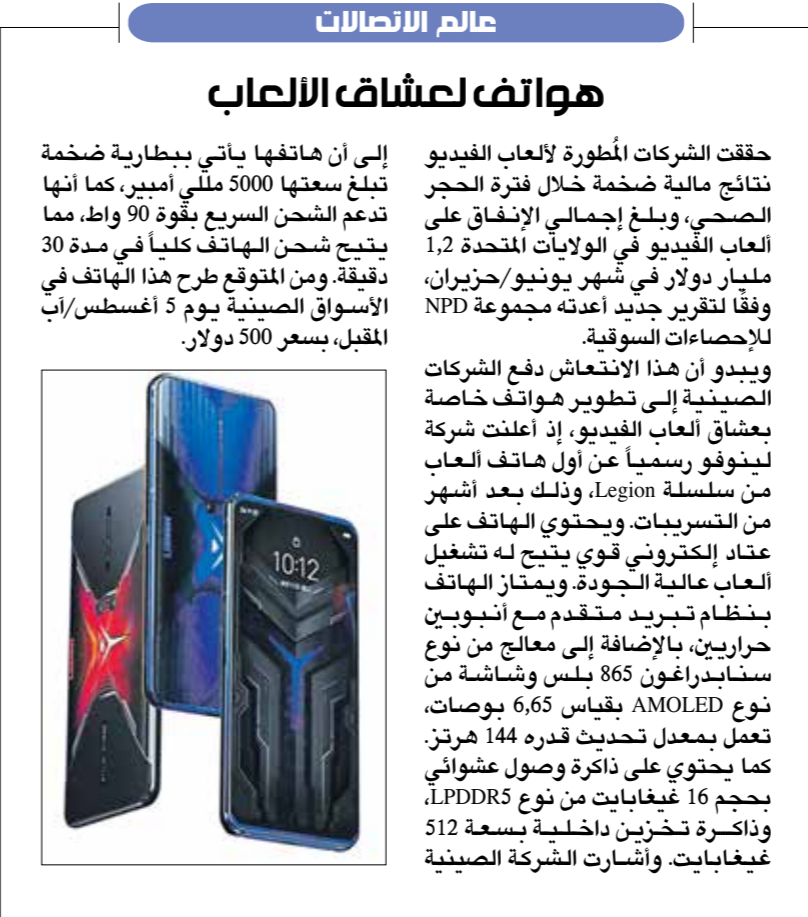 عالم الاتصالات
هواتف لعشاق الألعاب
حققت الشركات المُطورة لألعاب الفيديو
نتائج مالية ضخمة خلال فترة الحجر
الصحي، وبلغ إجمالي الإنفاق على
ألعاب الفيديو في الولايات المتحدة 1,2
مليار دولار في شهر يونيو/حزيران،
وفقًا لتقرير جديد أعدته مجموعة NPD
للإحصاءات السوقية.
ويبدو أن هذا الانتعاش دفع الشركات
الصينية إلى تطوير هواتف خاصة
بعشاق ألعاب الفيديو، إذ أعلنت شركة
لينوفو رسمياً عن أول هاتف ألعاب
من سلسلة Legion، وذلك بعد أشهر
من التسريبات. ويحتوي الهاتف على
عتاد إلكتروني قوي يتيح له تشغيل
ألعاب عالية الجودة. ويمتاز الهاتف
بنظام تبريد متقدم مع أنبوبين
حراريين، بالإضافة إلى معالج من نوع
سنابدراغون 865 بلس وشاشة من
نوع AMOLED بقياس 6,65 بوصات،
تعمل بمعدل تحديث قدره 144 هرتز.
كما يحتوي على ذاكرة وصول عشوائي
بحجم 16 غيغابايت من نوع LPDDR5،
وذاكرة تخزين داخلية بسعة 512
غيغابايت. وأشارت الشركة الصينية
إلى أن هاتفها يأتي ببطارية ضخمة
تبلغ سعتها 5000 مللي أمبير، كما أنها
تدعم الشحن السريع بقوة 90 واط، مما
يتيح شحن الهاتف كلياً في مدة 30
دقيقة. ومن المتوقع طرح هذا الهاتف في
الأسواق الصينية يوم 5 أغسطس/آب
المقبل، بسعر 500 دولار.
10:12